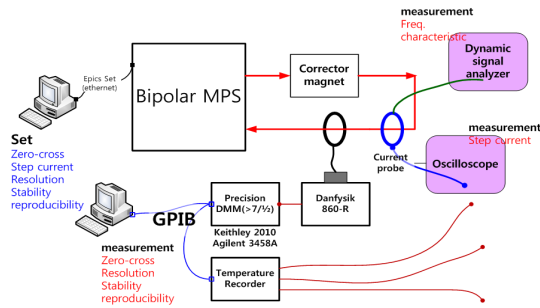 measurement
Freq.
characteristic
Dynamic
signal
analyzer
Epics Set
(ethernet)
Bipolar MPS
Corrector
magnet
measurement
Step current
Set
Zero-cross
Step current
Resolution
Stability
reproducibility
Current
probe
Oscilloscope
GPIB
Precision
DMM(>7/½)
Danfysik
860-R
Keithley 2010
Agilent 3458A
measurement
Zero-cross
Resolution
Stability
reproducibility
Temperature
Recorder